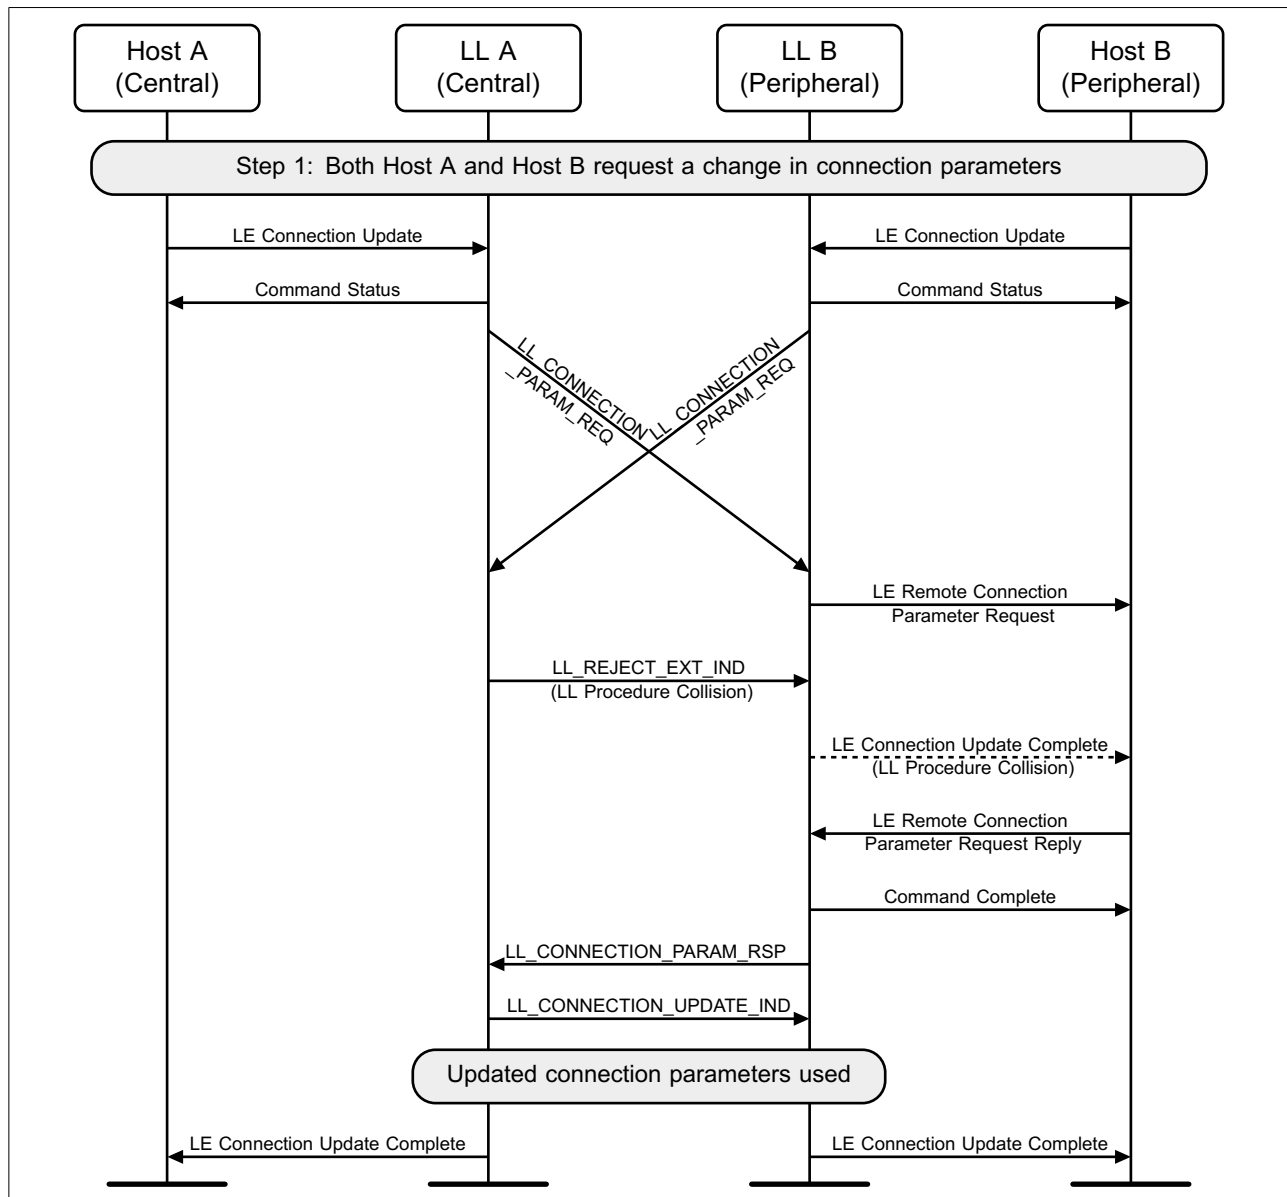 Host A
(Central)
LL A
(Central)
LL B
(Peripheral)
Host B
(Peripheral)
Step 1: Both Host A and Host B request a change in connection parameters
LE Connection Update
LE Connection Update
Command Status
Command Status
LL_CONNECTION
_PARAM_REQ
LL_CONNECTION
_PARAM_REQ
LE Remote Connection
Parameter Request
LL_REJECT_EXT_IND
(LL Procedure Collision)
LE Connection Update Complete
(LL Procedure Collision)
LE Remote Connection
Parameter Request Reply
Command Complete
LL_CONNECTION_PARAM_RSP
LL_CONNECTION_UPDATE_IND
Updated connection parameters used
LE Connection Update Complete
LE Connection Update Complete